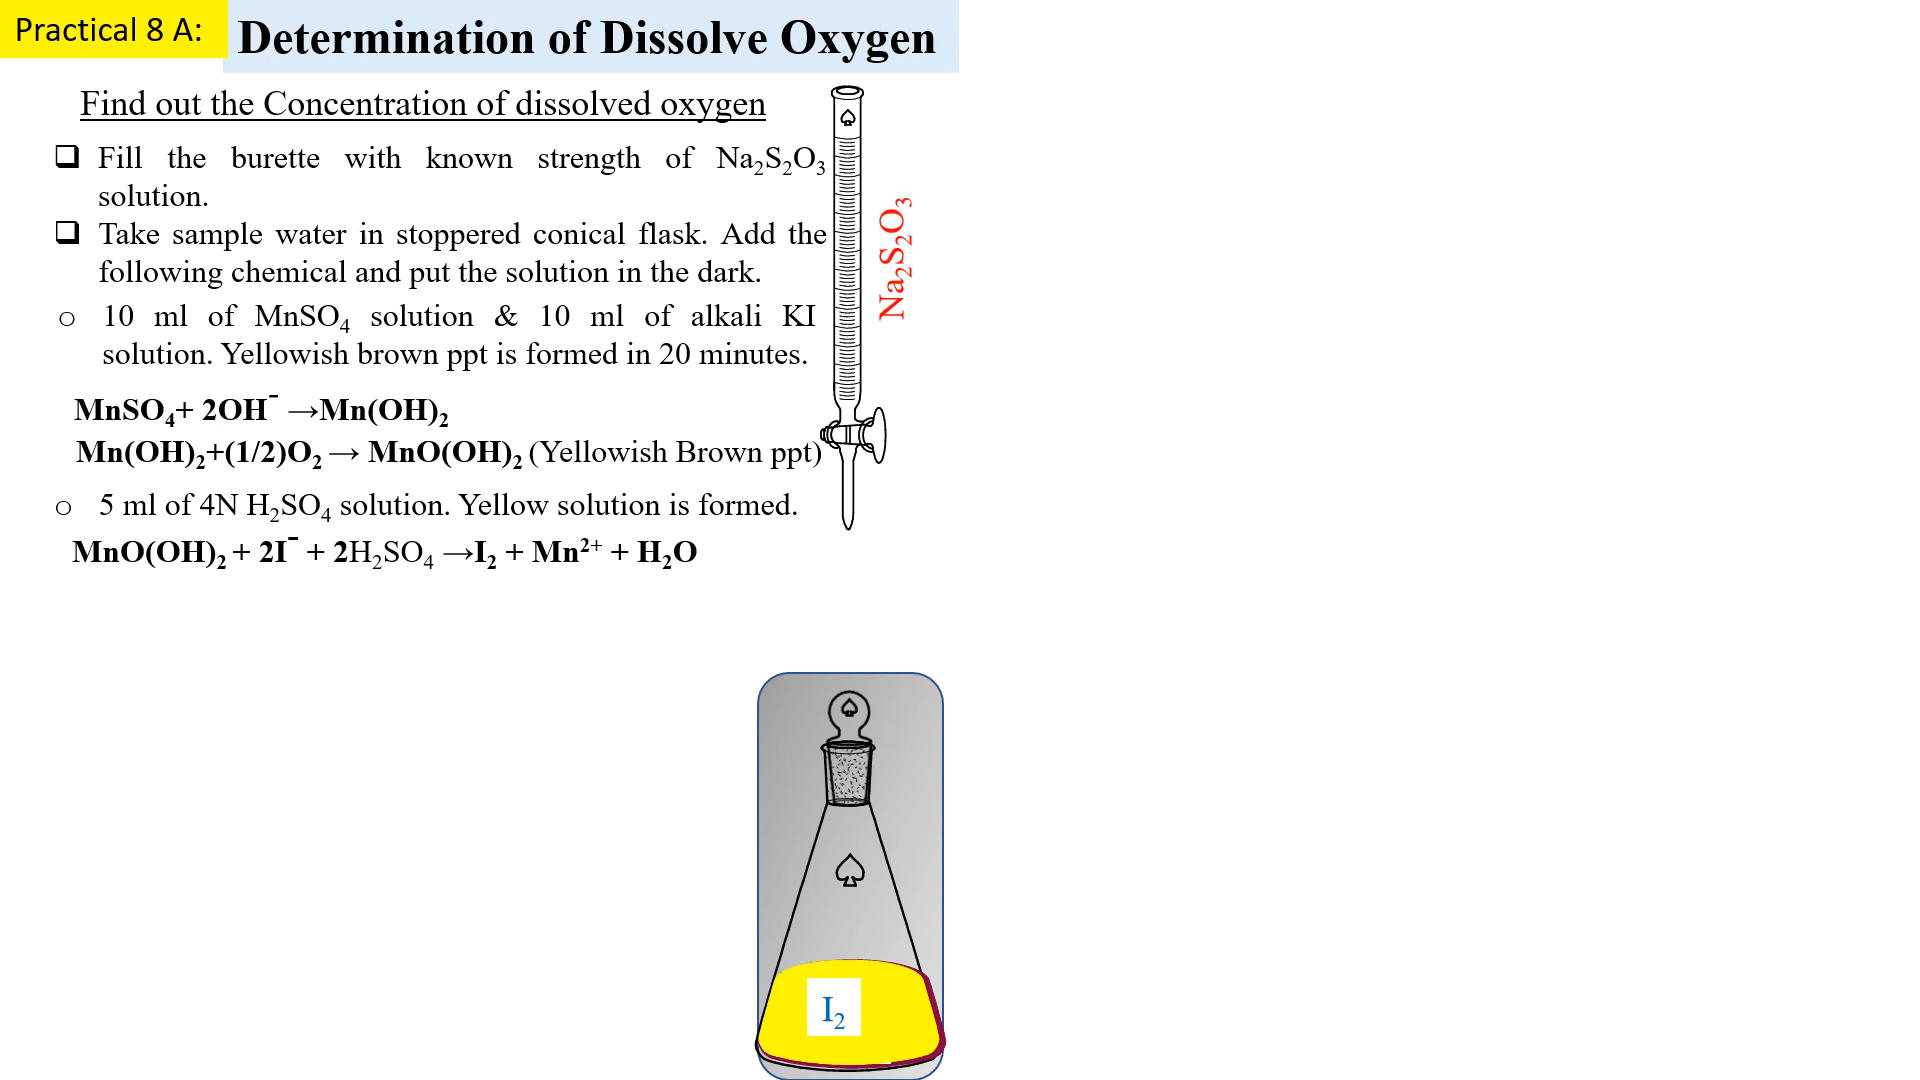 Practical 8 A:
Determination of Dissolve Oxygen
Find out the Concentration of dissolved oxygen
❑ Fill the burette with known strength of Na₂S₂O₃
solution.
❑ Take sample water in stoppered conical flask. Add the
following chemical and put the solution in the dark.
o 10 ml of MnSO₄ solution & 10 ml of alkali KI
solution. Yellowish brown ppt is formed in 20 minutes.
MnSO₄+ 2OH⁻ →Mn(OH)₂
Mn(OH)₂+(1/2)O₂ → MnO(OH)₂ (Yellowish Brown ppt)
o 5 ml of 4N H₂SO₄ solution. Yellow solution is formed.
MnO(OH)₂ + 2I⁻ + 2H₂SO₄ →I₂ + Mn²⁺ + H₂O
Na₂S₂O₃
I₂